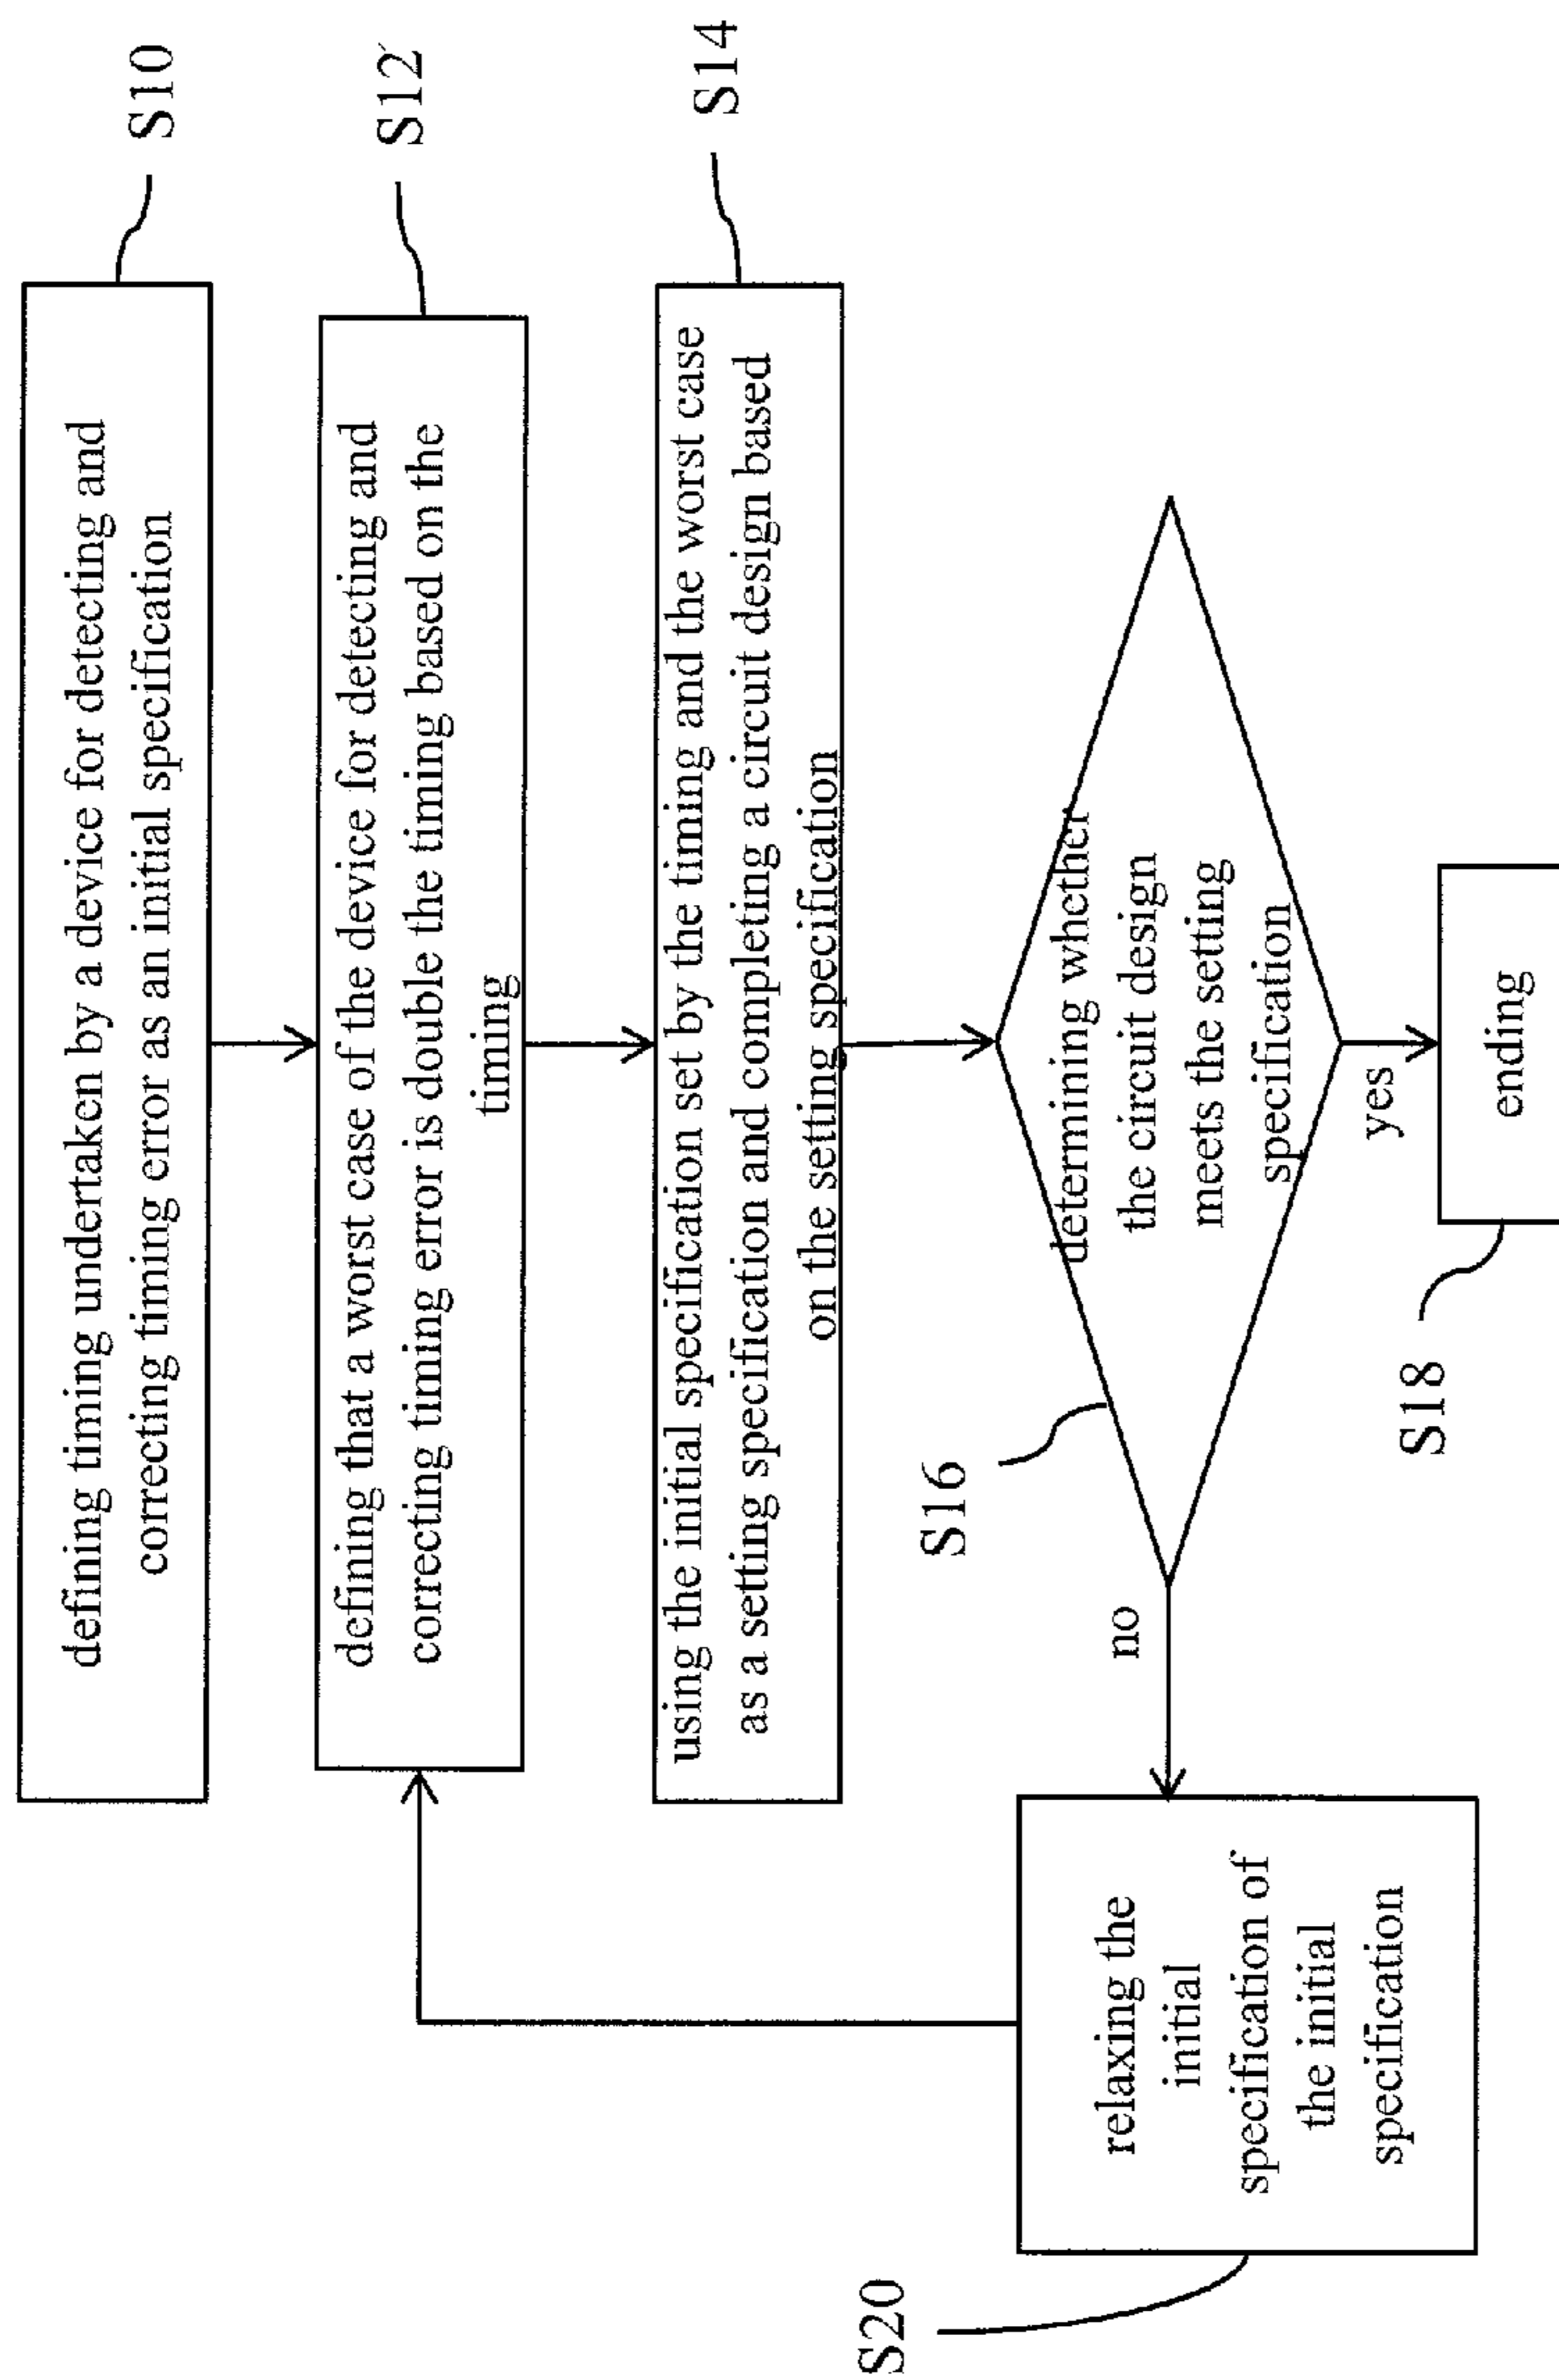 defining timing undertaken by a device for detecting and
correcting timing error as an initial specification
S10
defining that a worst case of the device for detecting and
correcting timing error is double the timing based on the
timing
S12
using the initial specification set by the timing and the worst case
as a setting specification and completing a circuit design based
on the setting specification
S14
determining whether
the circuit design
meets the setting
specification
S16
no
yes
ending
S18
relaxing the
initial
specification of
the initial
specification
S20